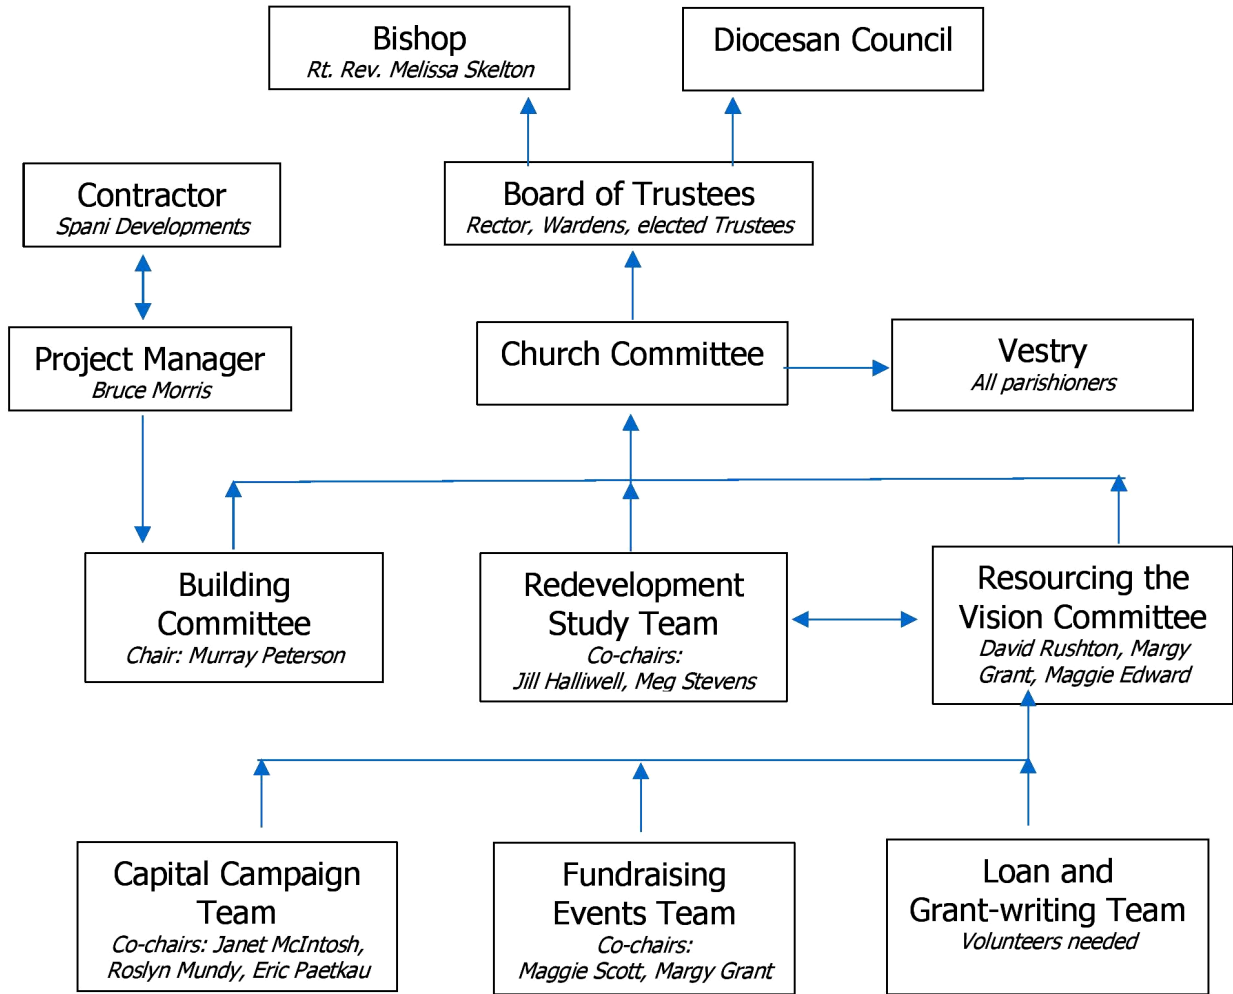 Bishop
Rt. Rev. Melissa Skelton
Diocesan Council
Contractor
Spani Developments
Board of Trustees
Rector, Wardens, elected Trustees
Project Manager
Bruce Morris
Church Committee
Vestry
All parishioners
Building
Committee
Chair: Murray Peterson
Redevelopment
Study Team
Co-chairs:
Jill Halliwell, Meg Stevens
Resourcing the
Vision Committee
David Rushton, Margy
Grant, Maggie Edward
Capital Campaign
Team
Co-chairs: Janet McIntosh,
Roslyn Mundy, Eric Paetkau
Fundraising
Events Team
Co-chairs:
Maggie Scott, Margy Grant
Loan and
Grant-writing Team
Volunteers needed